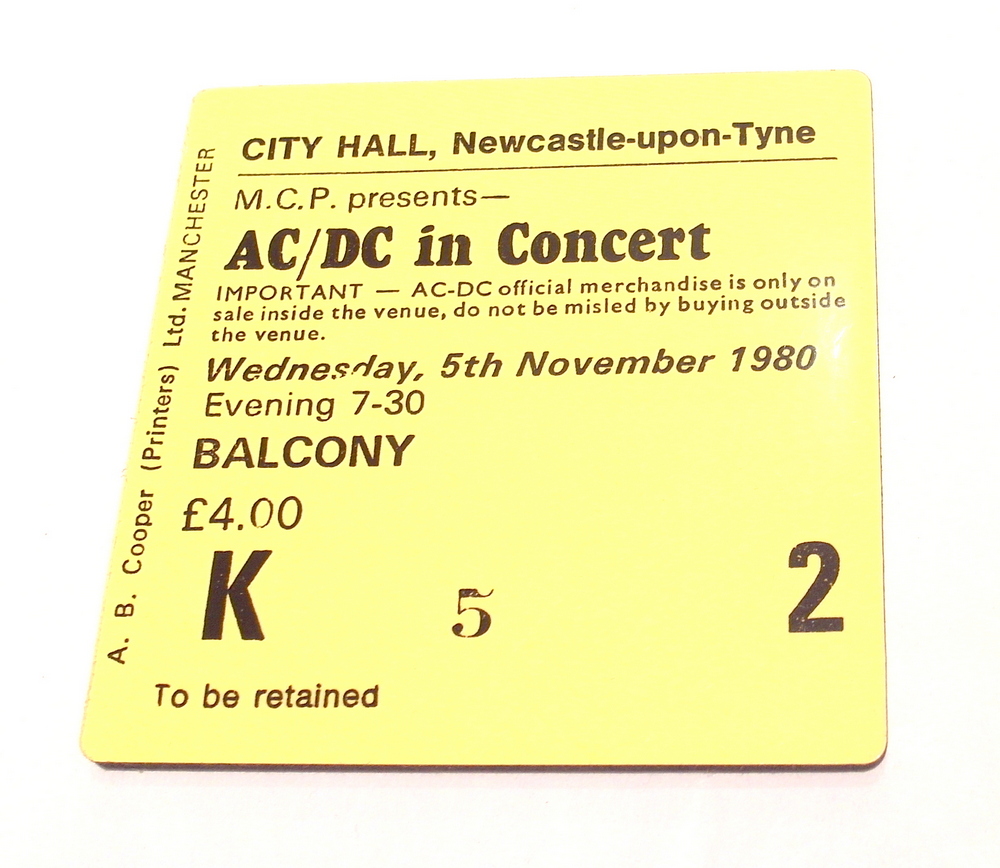 CITY HALL, Newcastle-upon-Tyne
M.C.P. presents—
AC/DC in Concert
IMPORTANT — AC-DC official merchandise is only on
sale inside the venue, do not be misled by buying outside
the venue.
Wednesday, 5th November 1980
Evening 7-30
BALCONY
£4.00
K 5 2
To be retained
A. B. Cooper (Printers) Ltd. MANCHESTER